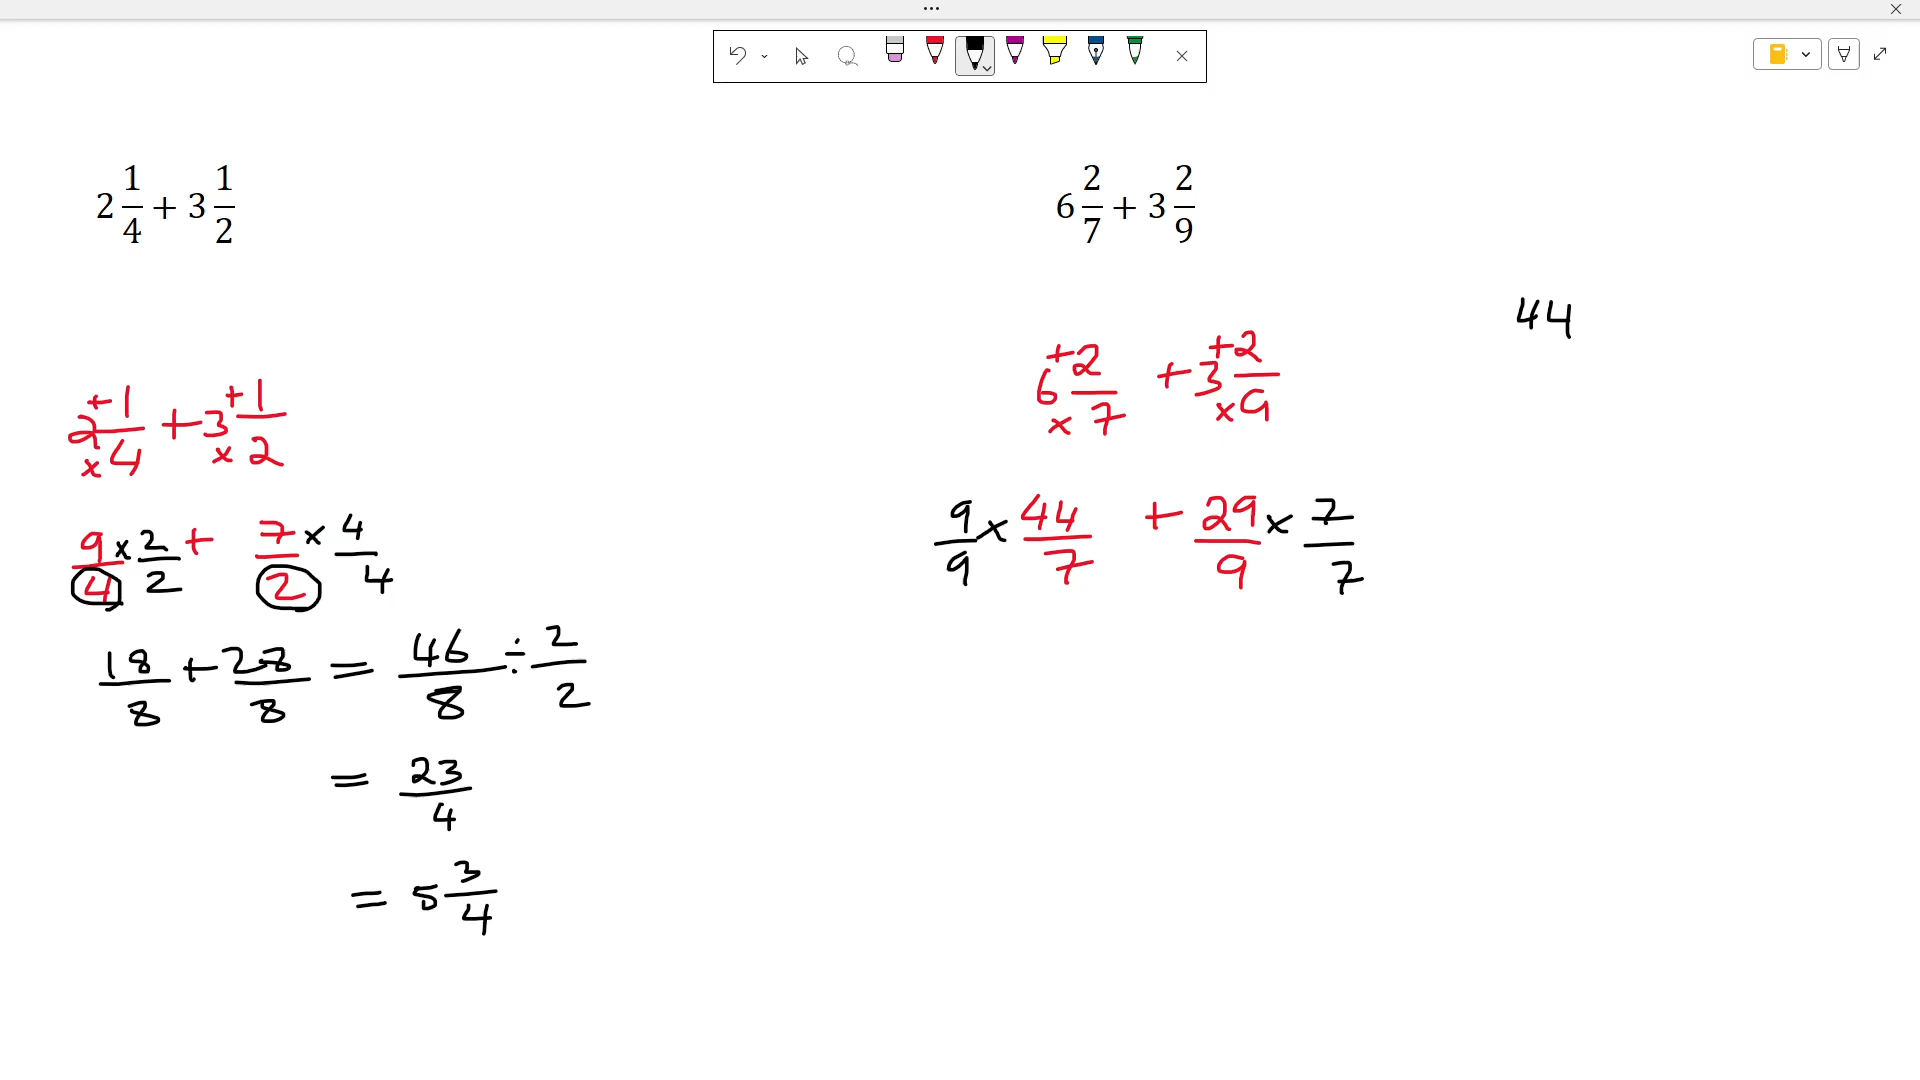 2 1/4 + 3 1/2
2 +1/×4 + 3 +1/×2
9/4 × 2/2 + 7/2 × 4/4
18/8 + 28/8 = 46/8 ÷ 2/2
= 23/4
= 5 3/4
6 2/7 + 3 2/9
44
6 +2/×7 + 3 +2/×9
9/9 × 44/7 + 29/9 × 7/7